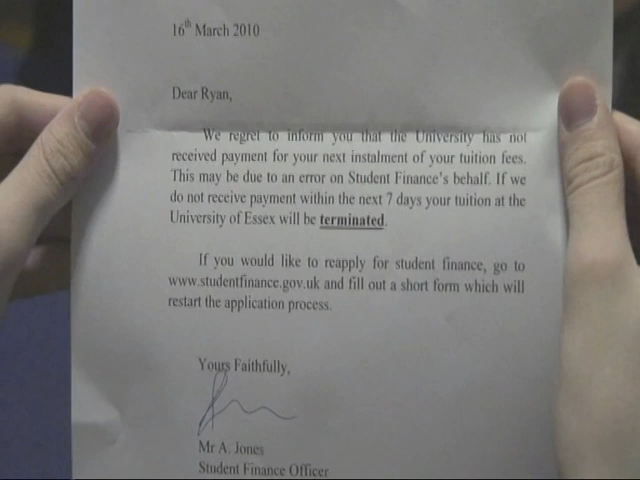 16th March 2010
Dear Ryan,
We regret to inform you that the University has not
received payment for your next instalment of your tuition fees.
This may be due to an error on Student Finance's behalf. If we
do not receive payment within the next 7 days your tuition at the
University of Essex will be terminated.
If you would like to reapply for student finance, go to
www.studentfinance.gov.uk and fill out a short form which will
restart the application process.
Yours Faithfully,
Mr A. Jones
Student Finance Officer